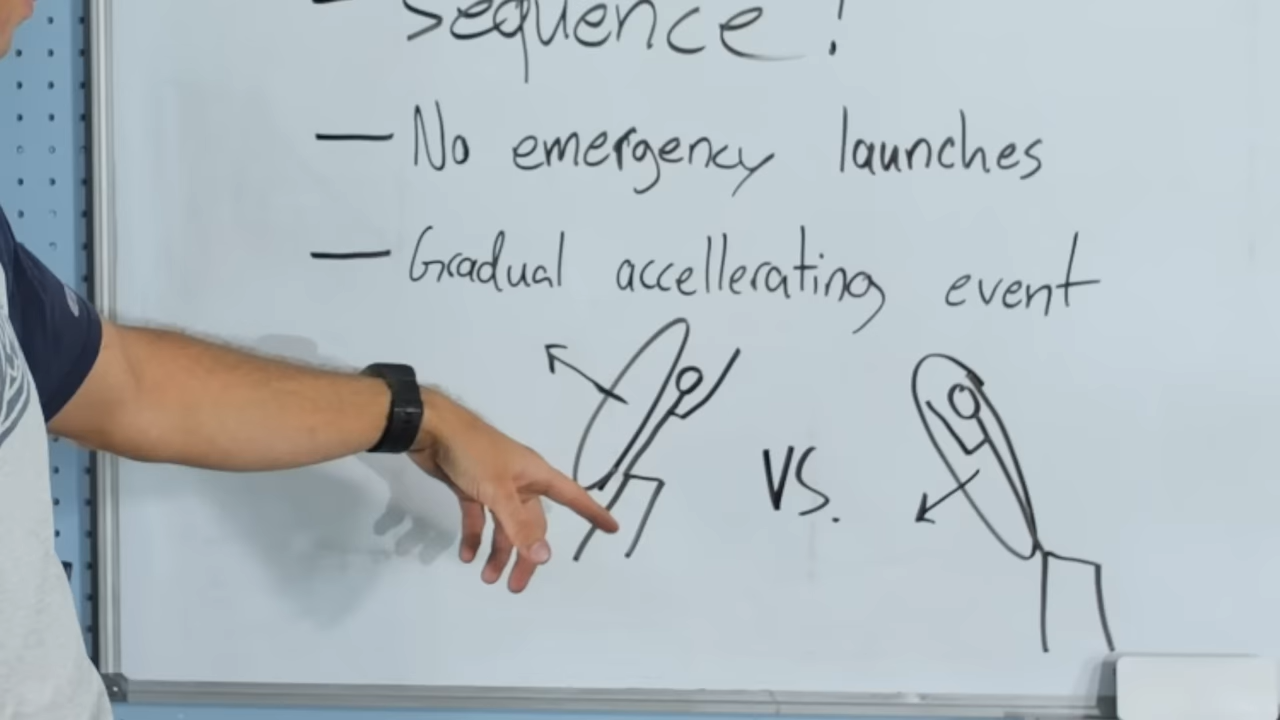 — sequence!
— No emergency launches
— Gradual accellerating event
vs.